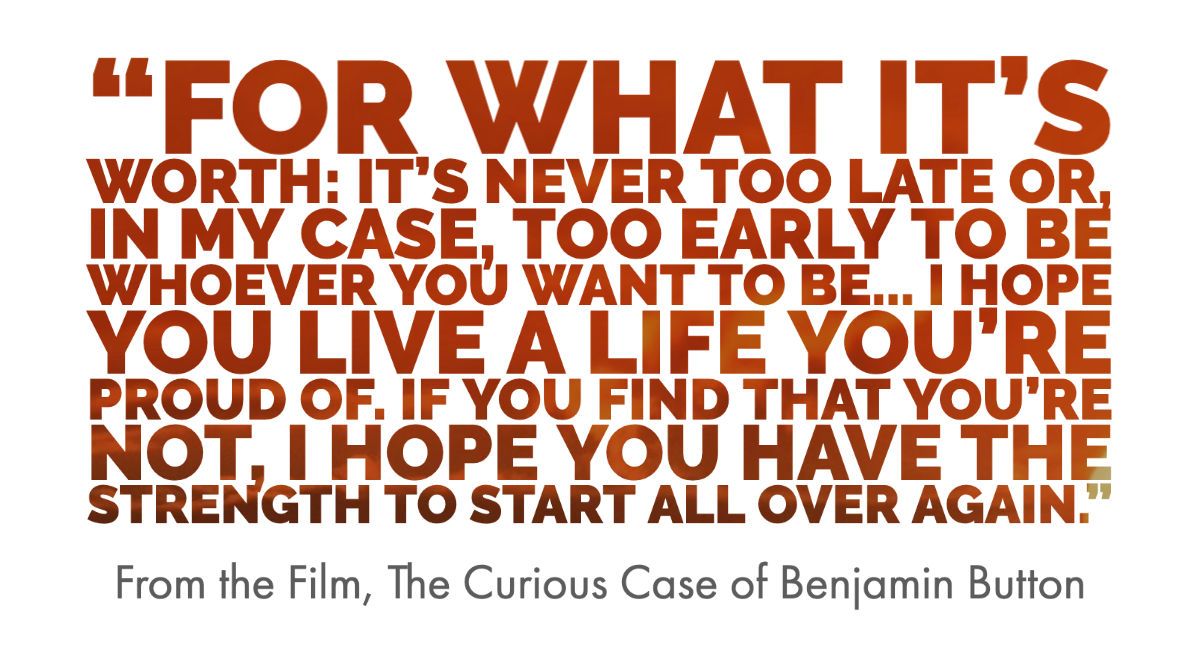 “FOR WHAT IT’S
WORTH: IT’S NEVER TOO LATE OR,
IN MY CASE, TOO EARLY TO BE
WHOEVER YOU WANT TO BE... I HOPE
YOU LIVE A LIFE YOU’RE
PROUD OF. IF YOU FIND THAT YOU’RE
NOT, I HOPE YOU HAVE THE
STRENGTH TO START ALL OVER AGAIN.”
From the Film, The Curious Case of Benjamin Button